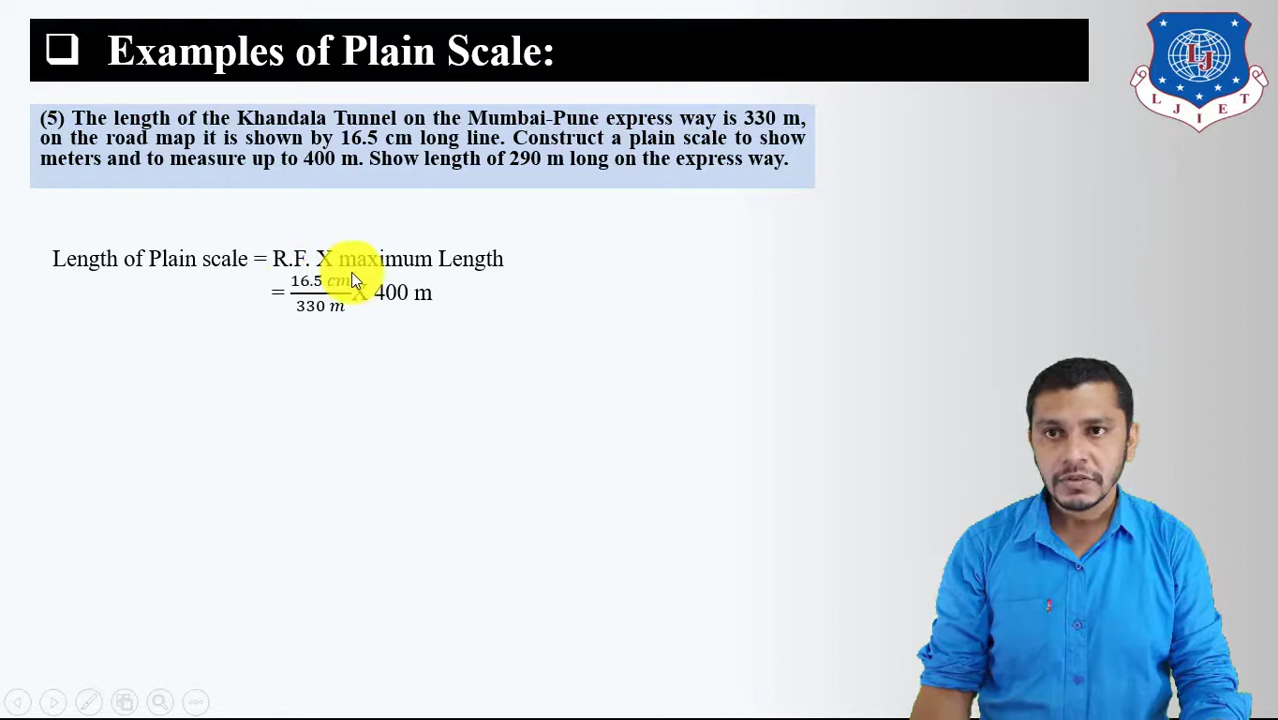 ❑ Examples of Plain Scale:
(5) The length of the Khandala Tunnel on the Mumbai-Pune express way is 330 m,
on the road map it is shown by 16.5 cm long line. Construct a plain scale to show
meters and to measure up to 400 m. Show length of 290 m long on the express way.
Length of Plain scale = R.F. X maximum Length
= 16.5 cm / 330 m X 400 m
LJ
L J I E T